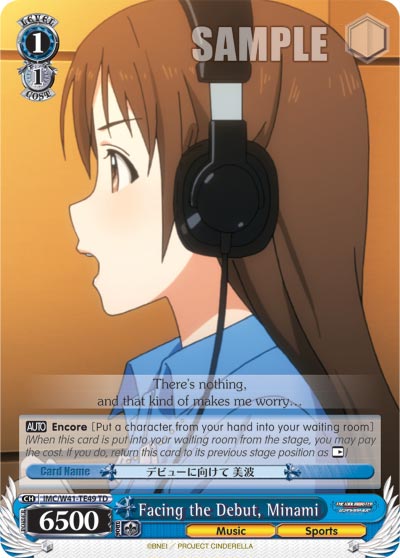 LEVEL
1
1
COST
SAMPLE
There's nothing,
and that kind of makes me worry...
AUTO Encore [Put a character from your hand into your waiting room]
(When this card is put into your waiting room from the stage, you may pay
the cost. If you do, return this card to its previous stage position as )
Card Name デビューに向けて 美波
CH IMC/W41-TE49 TD
Facing the Debut, Minami
POWER
6500
Music Sports
©BNEI / PROJECT CINDERELLA